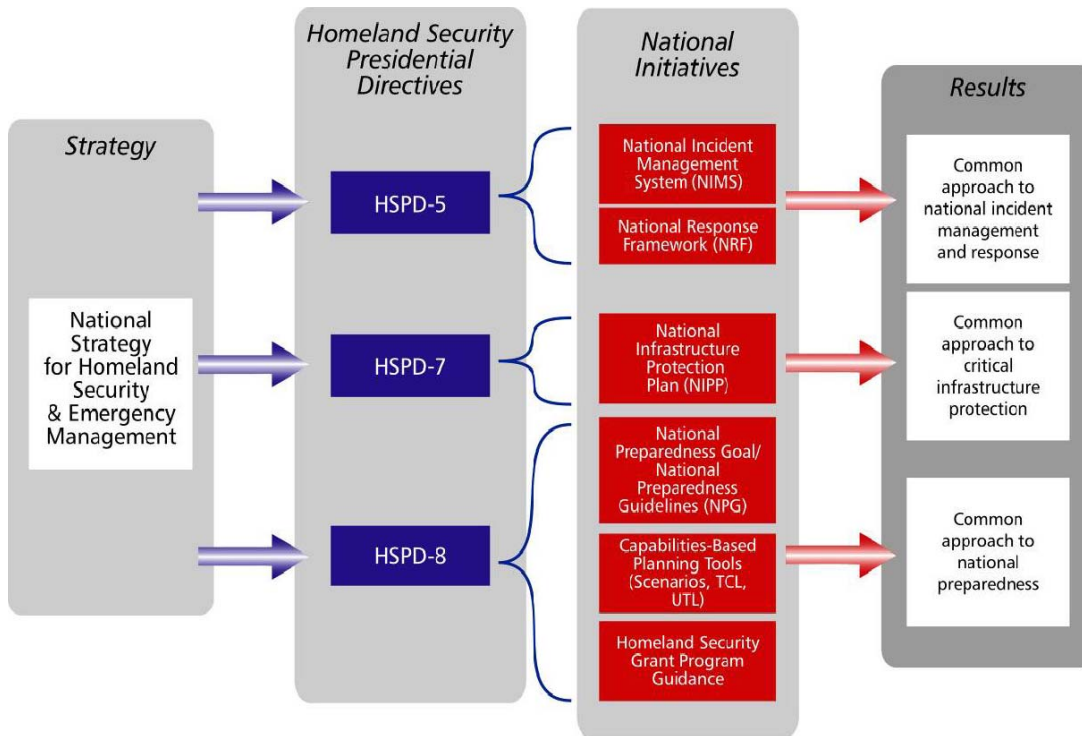 Strategy
National
Strategy
for Homeland
Security
& Emergency
Management
Homeland Security
Presidential
Directives
HSPD-5
HSPD-7
HSPD-8
National
Initiatives
National Incident
Management
System (NIMS)
National Response
Framework (NRF)
National
Infrastructure
Protection
Plan (NIPP)
National
Preparedness Goal/
National
Preparedness
Guidelines (NPG)
Capabilities-Based
Planning Tools
(Scenarios, TCL,
UTL)
Homeland Security
Grant Program
Guidance
Results
Common
approach to
national incident
management
and response
Common
approach to
critical
infrastructure
protection
Common
approach to
national
preparedness